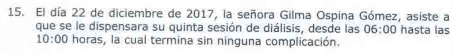 15. El día 22 de diciembre de 2017, la señora Gilma Ospina Gómez, asiste a
que se le dispensara su quinta sesión de diálisis, desde las 06:00 hasta las
10:00 horas, la cual termina sin ninguna complicación.